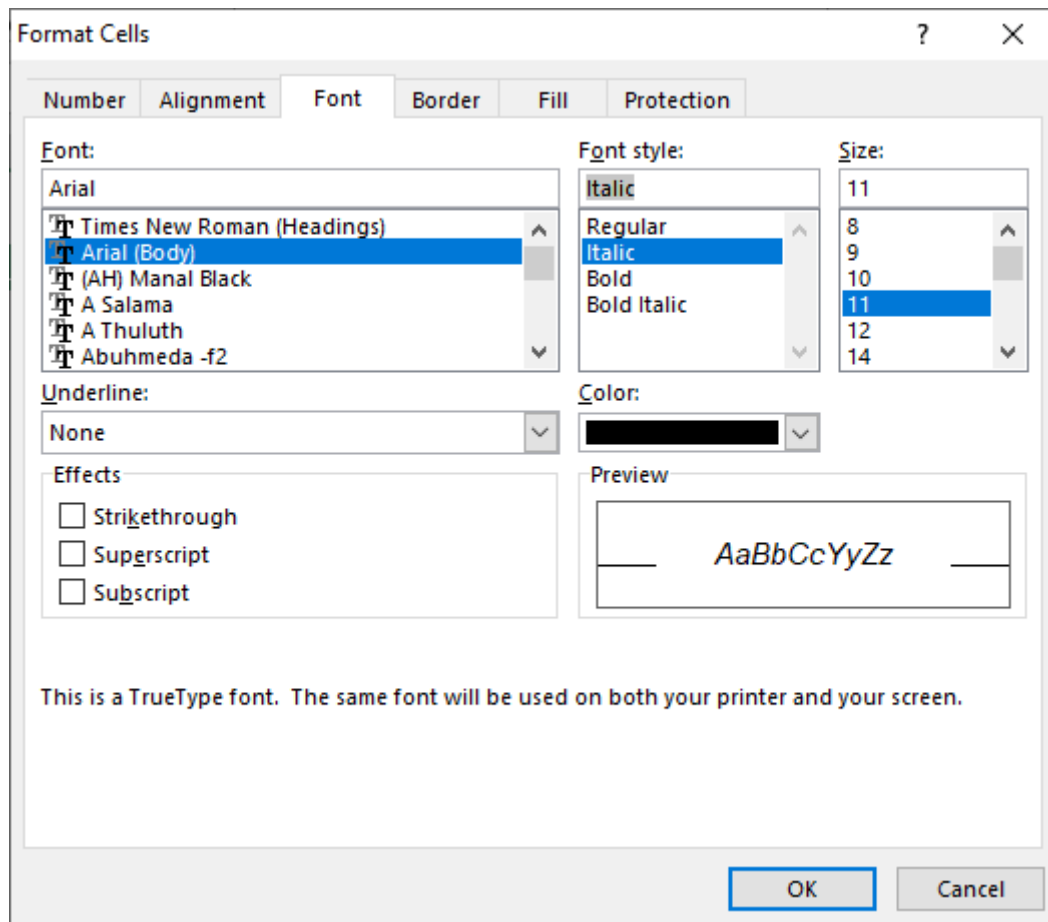 Format Cells ?
Number Alignment Font Border Fill Protection
Font: Font style: Size:
Arial Italic 11
Times New Roman (Headings) Regular 8
Arial (Body) Italic 9
(AH) Manal Black Bold 10
A Salama Bold Italic 11
A Thuluth 12
Abuhmeda -f2 14
Underline: Color:
None
Effects Preview
Strikethrough
Superscript AaBbCcYyZz
Subscript
This is a TrueType font.  The same font will be used on both your printer and your screen.
OK Cancel